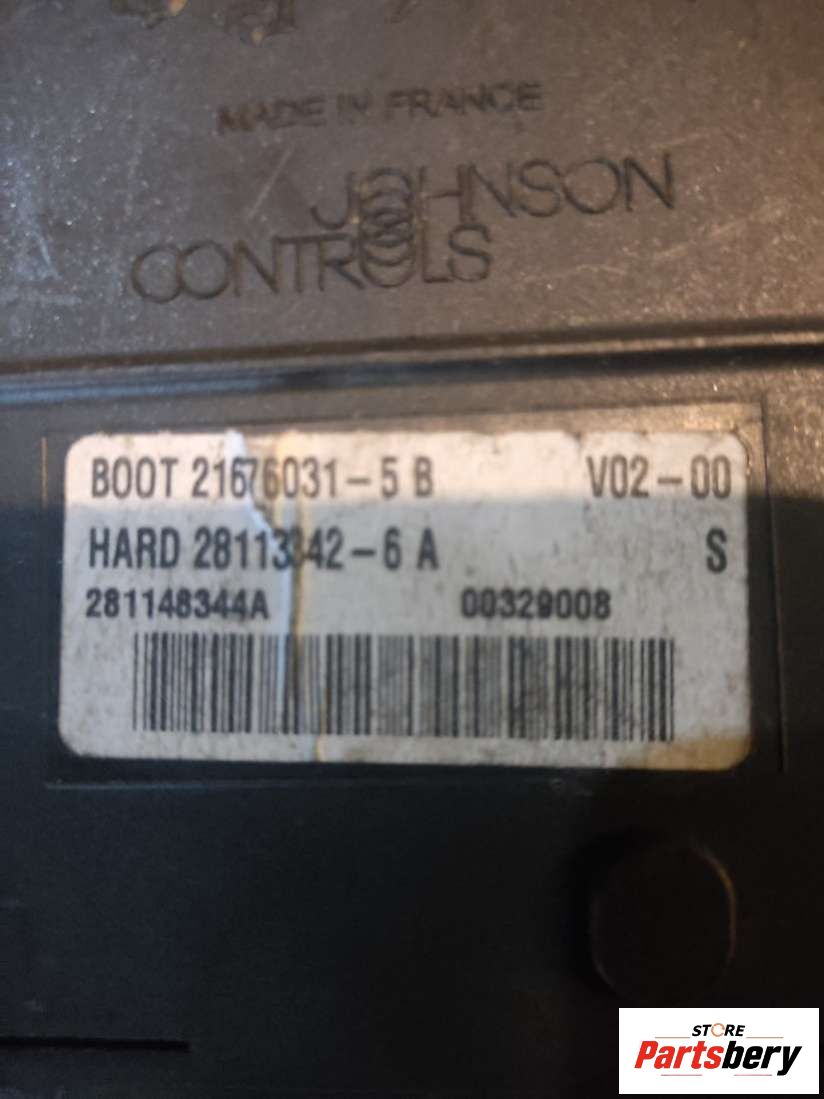 MADE IN FRANCE
JOHNSON
CONTROLS
BOOT 21676031-5 B V02-00
HARD 28113342-6 A S
281148344A 00329008
STORE
Partsbery